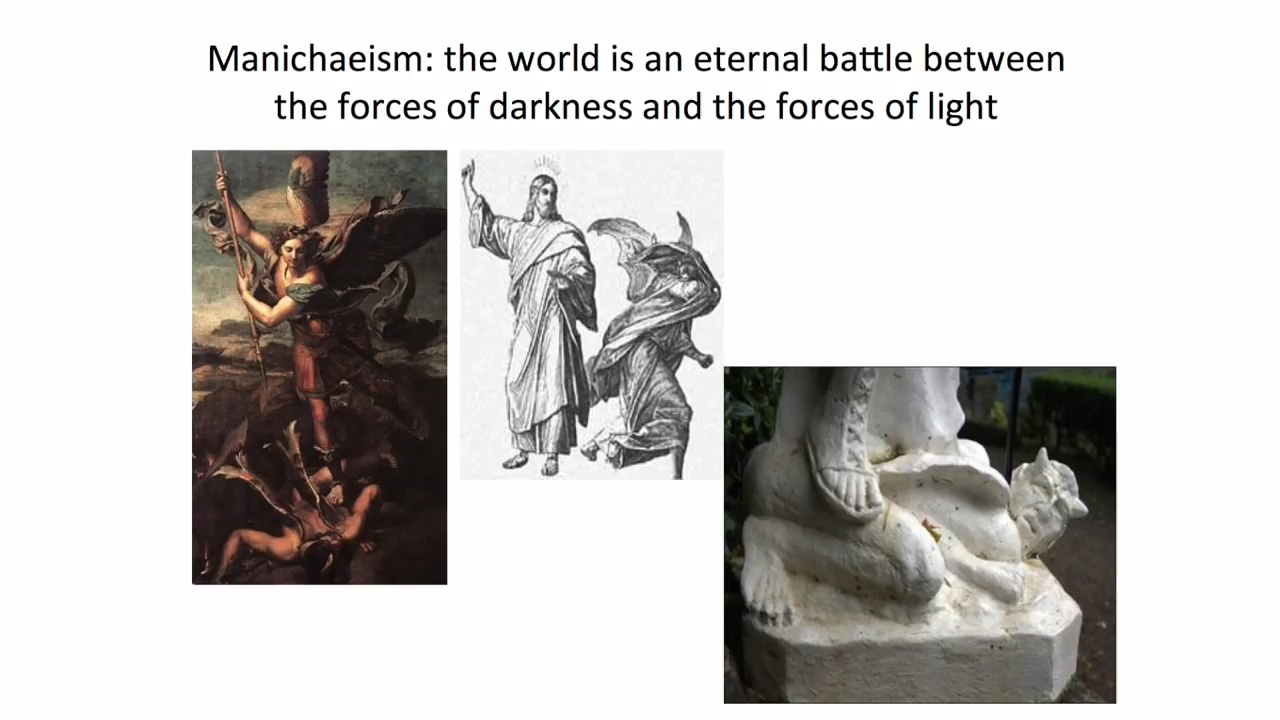 Manichaeism: the world is an eternal battle between
the forces of darkness and the forces of light